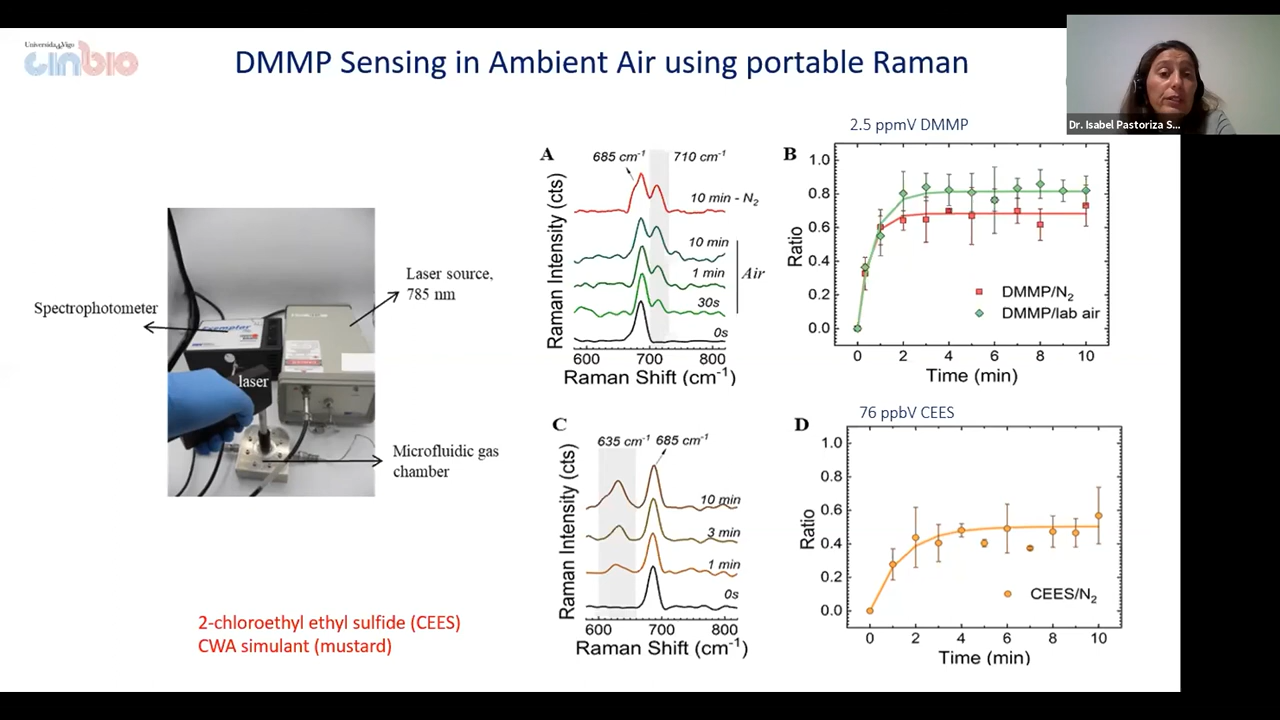 Universidade Vigo
cinbio
DMMP Sensing in Ambient Air using portable Raman
Dr. Isabel Pastoriza S...
Spectrophotometer
Laser source,
785 nm
laser
Microfluidic gas
chamber
2-chloroethyl ethyl sulfide (CEES)
CWA simulant (mustard)
A
685 cm-1
710 cm-1
10 min - N2
10 min
1 min
Air
30s
0s
Raman Intensity (cts)
600 700 800
Raman Shift (cm-1)
2.5 ppmV DMMP
B
1.0
0.8
0.6
0.4
0.2
0.0
Ratio
DMMP/N2
DMMP/lab air
0 2 4 6 8 10
Time (min)
C
635 cm-1 685 cm-1
10 min
3 min
1 min
0s
Raman Intensity (cts)
600 700 800
Raman Shift (cm-1)
76 ppbV CEES
D
1.0
0.8
0.6
0.4
0.2
0.0
Ratio
CEES/N2
0 2 4 6 8 10
Time (min)